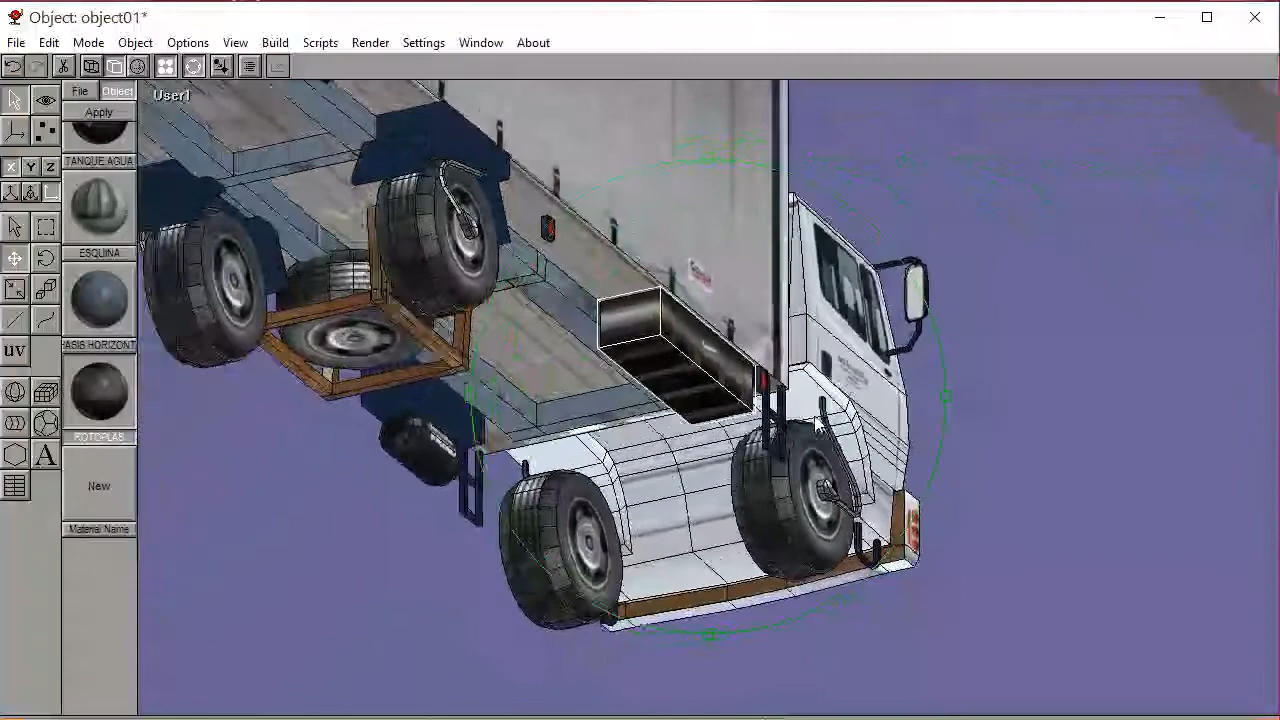 Object: object01*
File Edit Mode Object Options View Build Scripts Render Settings Window About
File Object
User1
Apply
TANQUE AGUA
X Y Z
ESQUINA
ASIS HORIZONT
uv
ROTOPLAS
A
New
Material Name